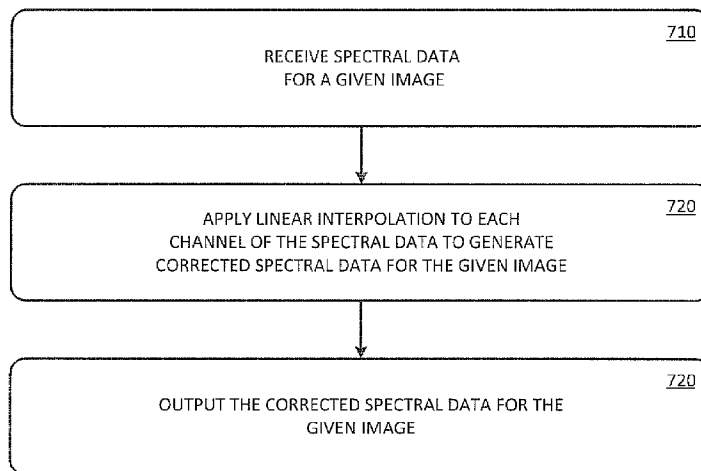 710
RECEIVE SPECTRAL DATA
FOR A GIVEN IMAGE
720
APPLY LINEAR INTERPOLATION TO EACH
CHANNEL OF THE SPECTRAL DATA TO GENERATE
CORRECTED SPECTRAL DATA FOR THE GIVEN IMAGE
720
OUTPUT THE CORRECTED SPECTRAL DATA FOR THE
GIVEN IMAGE